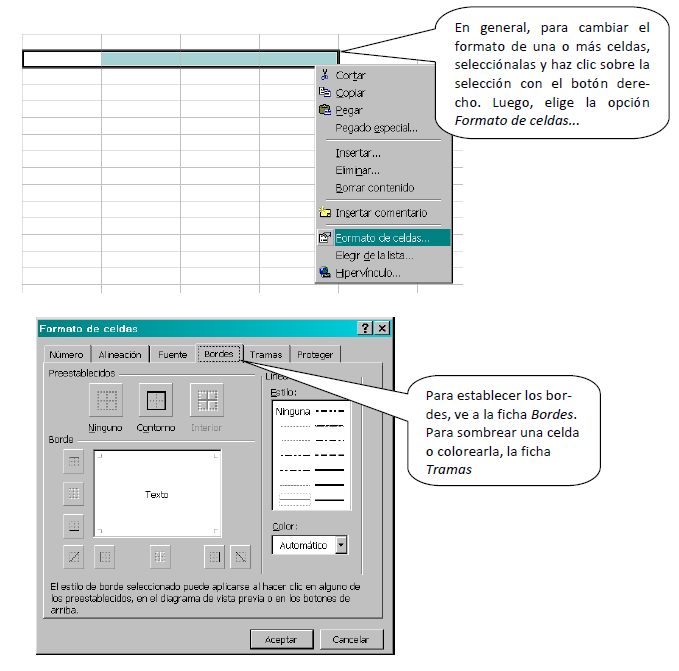 En general, para cambiar el
formato de una o más celdas,
selecciónalas y haz clic sobre la
selección con el botón dere-
cho. Luego, elige la opción
Formato de celdas...
Cortar
Copiar
Pegar
Pegado especial...
Insertar...
Eliminar...
Borrar contenido
Insertar comentario
Formato de celdas...
Elegir de la lista...
Hipervínculo...
Formato de celdas
Número Alineación Fuente Bordes Tramas Proteger
Preestablecidos
Ninguno Contorno Interior
Borde
Texto
Estilo:
Ninguna
Color:
Automático
El estilo de borde seleccionado puede aplicarse al hacer clic en alguno de
los preestablecidos, en el diagrama de vista previa o en los botones de
arriba.
Aceptar Cancelar
Para establecer los bor-
des, ve a la ficha Bordes.
Para sombrear una celda
o colorearla, la ficha
Tramas